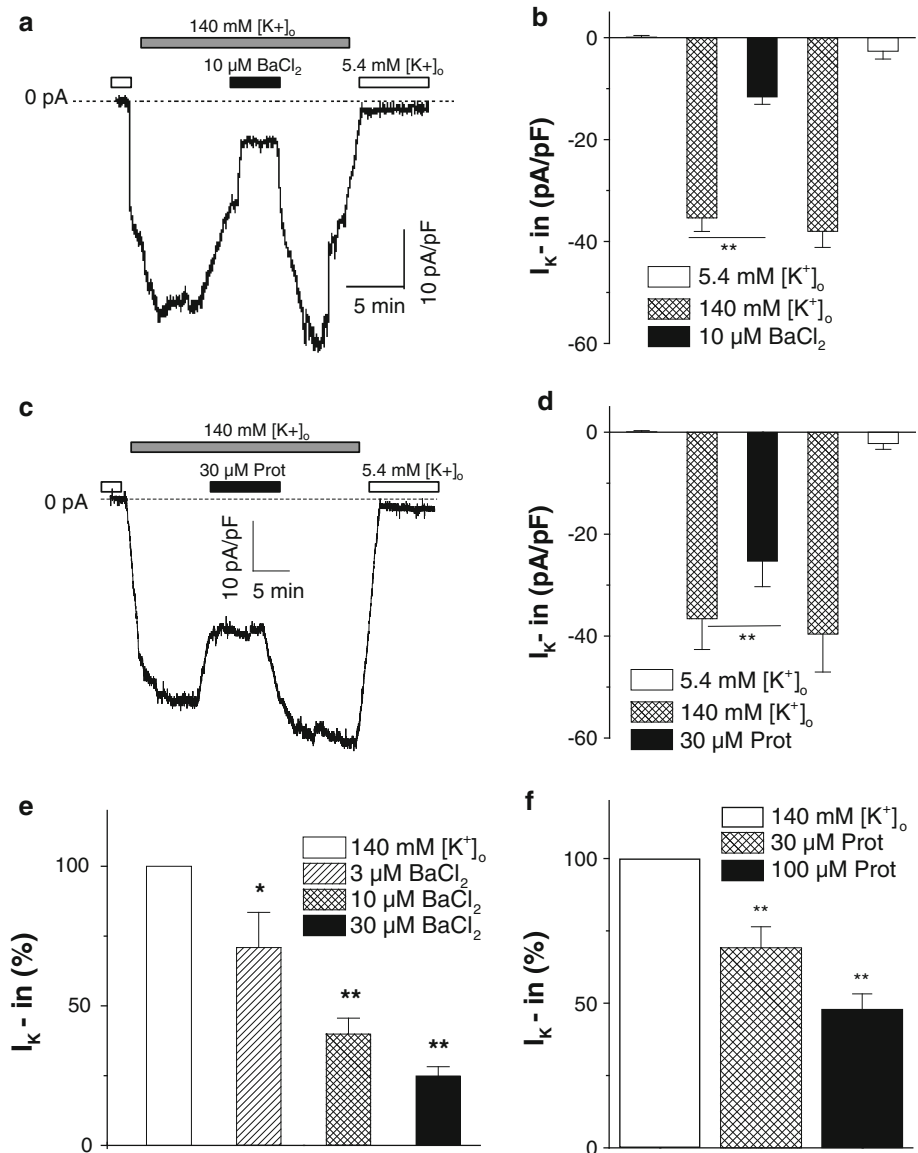 a
140 mM [K+]o
10 µM BaCl2
5.4 mM [K+]o
0 pA
10 pA/pF
5 min
b
0
-20
-40
-60
IK - in (pA/pF)
**
5.4 mM [K+]o
140 mM [K+]o
10 µM BaCl2
c
140 mM [K+]o
30 µM Prot
5.4 mM [K+]o
0 pA
10 pA/pF
5 min
d
0
-20
-40
-60
IK - in (pA/pF)
**
5.4 mM [K+]o
140 mM [K+]o
30 µM Prot
e
100
50
0
IK - in (%)
*
**
**
140 mM [K+]o
3 µM BaCl2
10 µM BaCl2
30 µM BaCl2
f
100
50
0
IK - in (%)
**
**
140 mM [K+]o
30 µM Prot
100 µM Prot